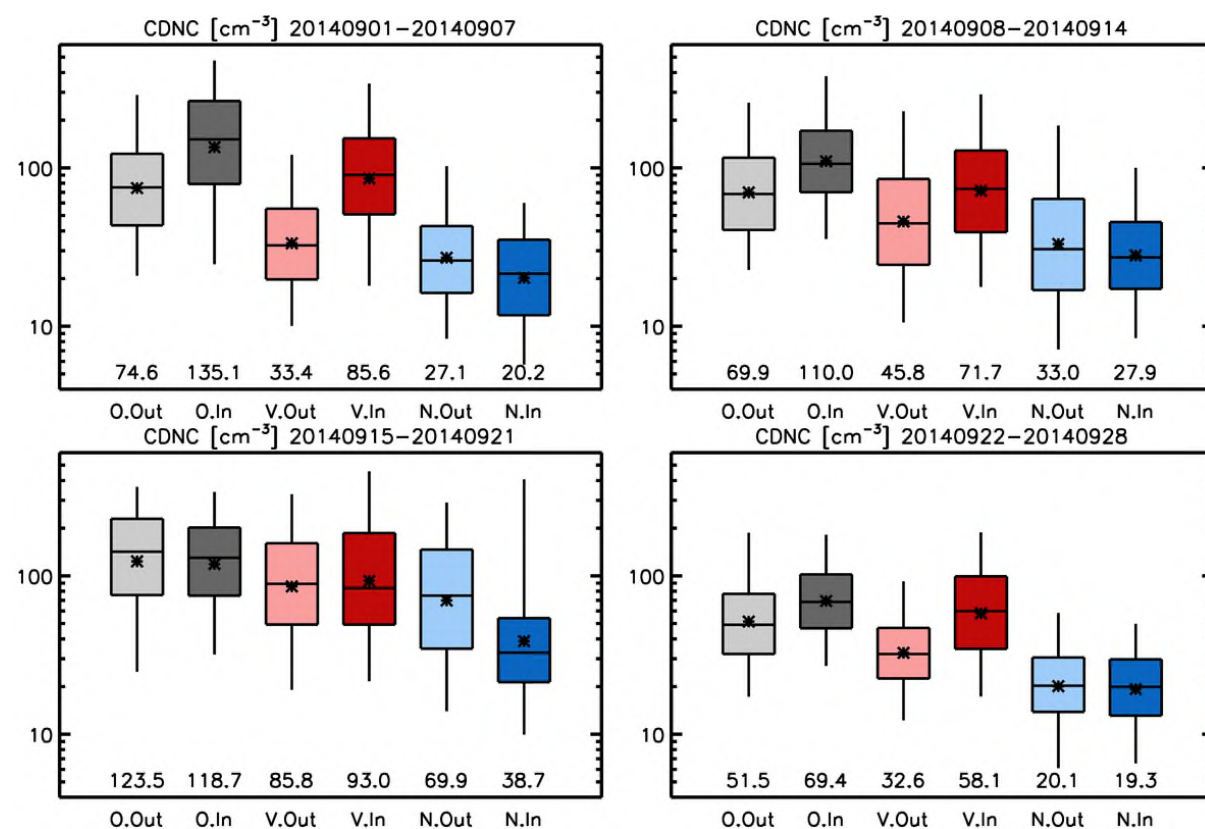 CDNC [cm⁻³] 20140901−20140907
100
10
74.6 135.1 33.4 85.6 27.1 20.2
O.Out O.In V.Out V.In N.Out N.In
CDNC [cm⁻³] 20140908−20140914
100
10
69.9 110.0 45.8 71.7 33.0 27.9
O.Out O.In V.Out V.In N.Out N.In
CDNC [cm⁻³] 20140915−20140921
100
10
123.5 118.7 85.8 93.0 69.9 38.7
O.Out O.In V.Out V.In N.Out N.In
CDNC [cm⁻³] 20140922−20140928
100
10
51.5 69.4 32.6 58.1 20.1 19.3
O.Out O.In V.Out V.In N.Out N.In